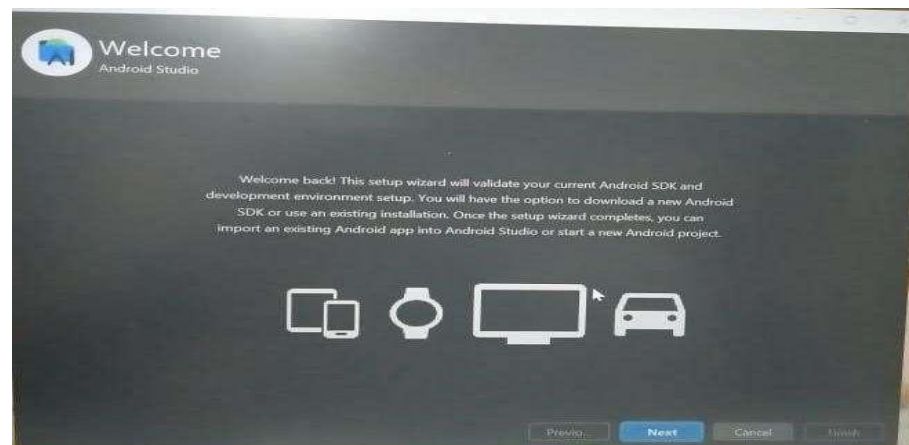 Welcome
Android Studio
Welcome back! This setup wizard will validate your current Android SDK and
development environment setup. You will have the option to download a new Android
SDK or use an existing installation. Once the setup wizard completes, you can
import an existing Android app into Android Studio or start a new Android project.
Previo.. Next Cancel Finish